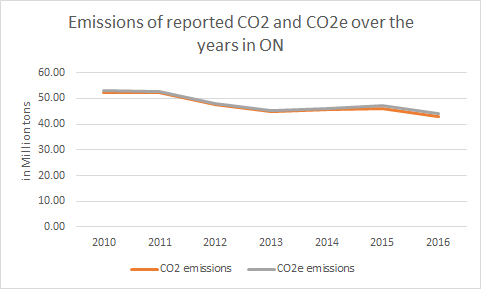 Emissions of reported CO2 and CO2e over the
years in ON
in Million tons
60.00
50.00
40.00
30.00
20.00
10.00
0.00
2010 2011 2012 2013 2014 2015 2016
CO2 emissions CO2e emissions